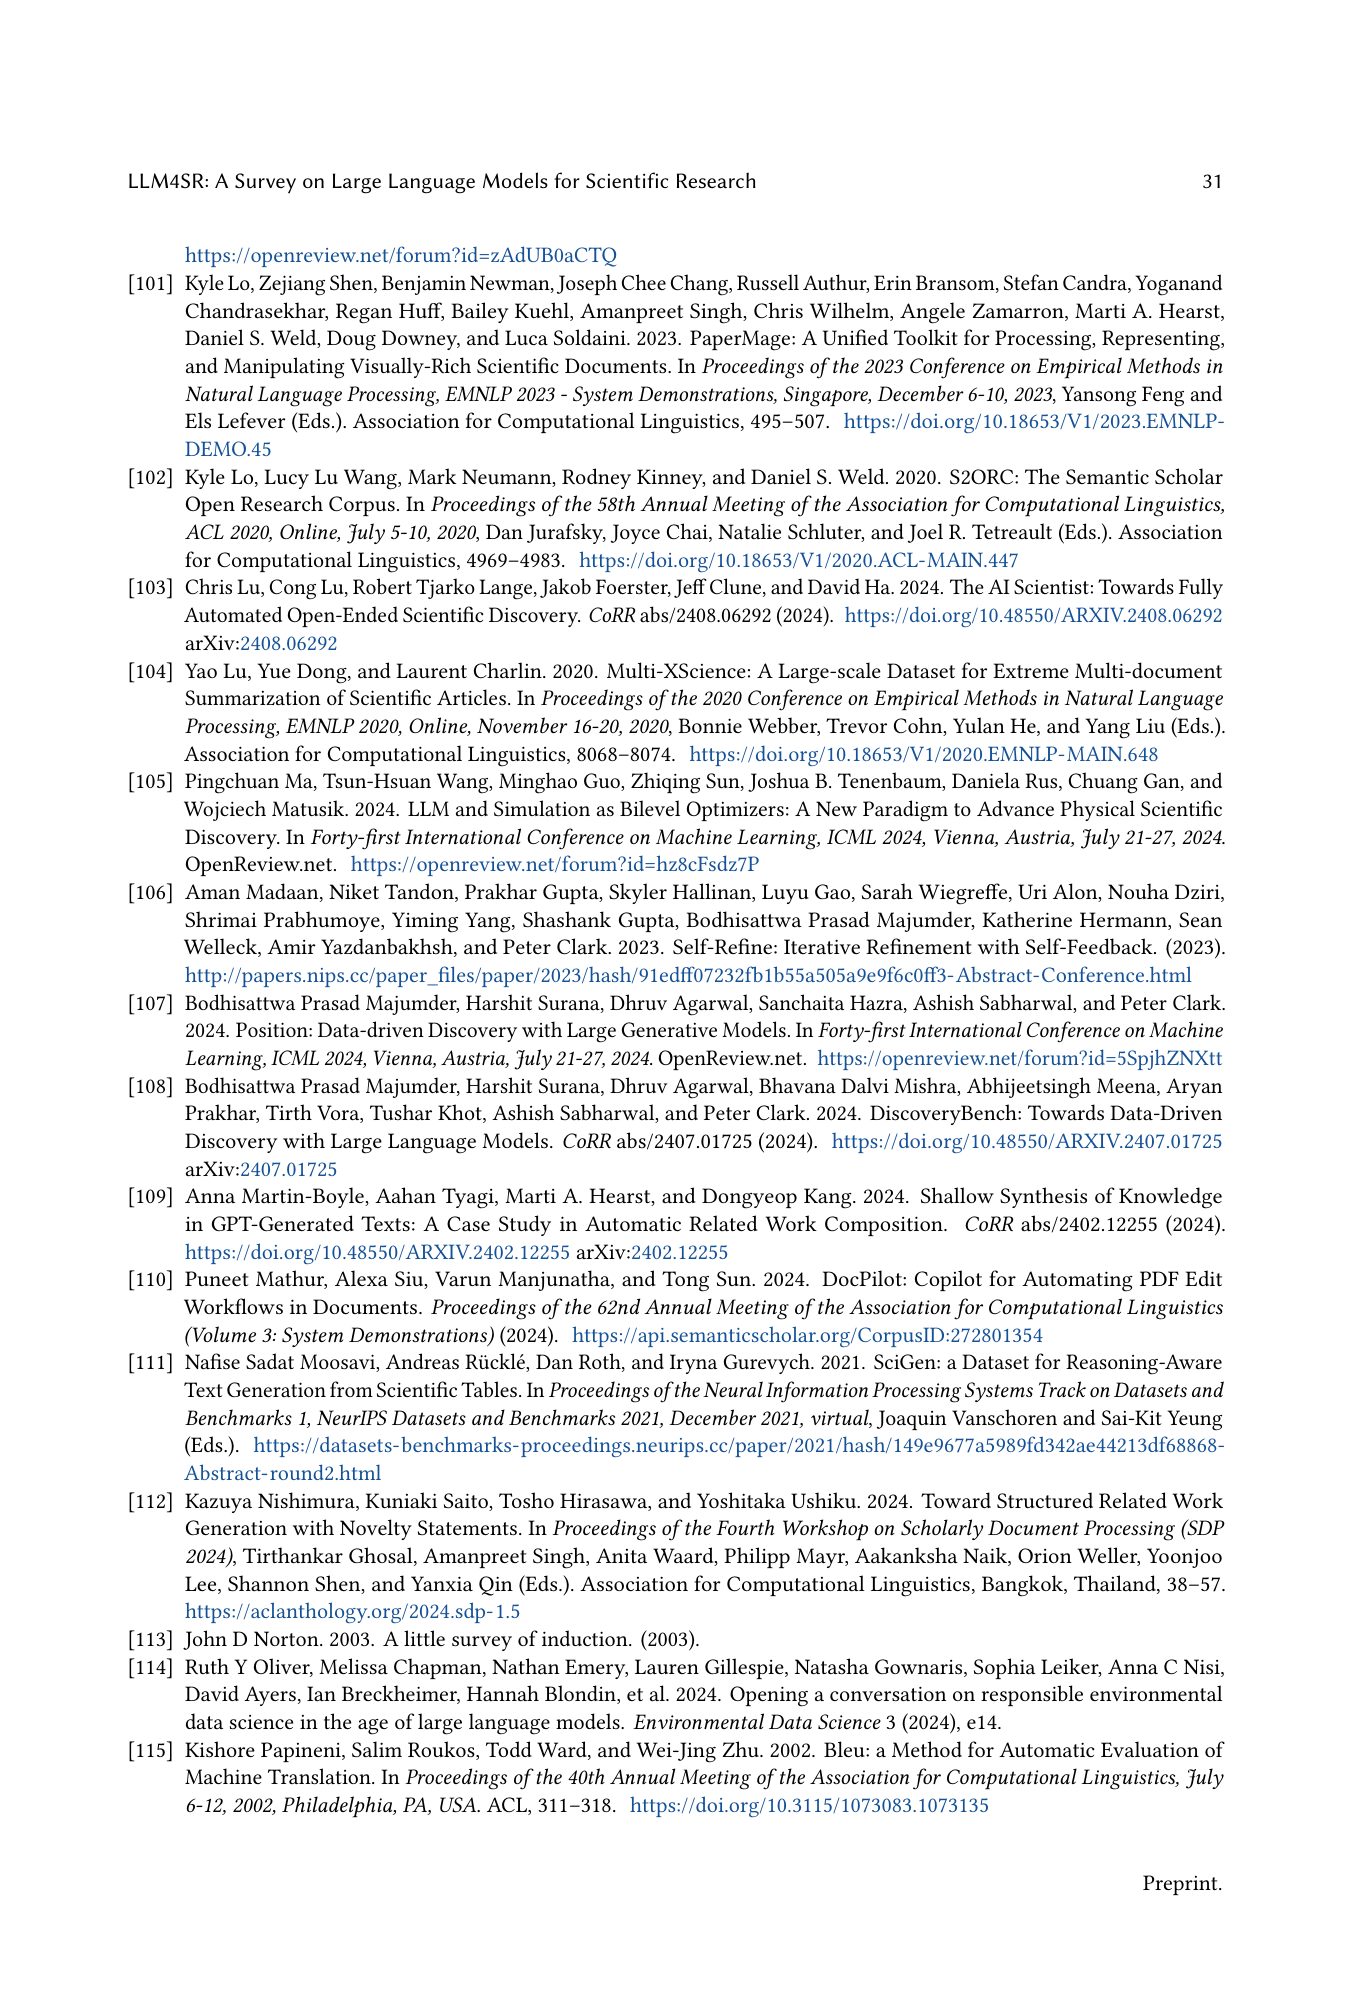 LLM4SR: A Survey on Large Language Models for Scientific Research 31
https://openreview.net/forum?id=zAdUB0aCTQ
[101] Kyle Lo, Zejiang Shen, Benjamin Newman, Joseph Chee Chang, Russell Authur, Erin Bransom, Stefan Candra, Yoganand
Chandrasekhar, Regan Huff, Bailey Kuehl, Amanpreet Singh, Chris Wilhelm, Angele Zamarron, Marti A. Hearst,
Daniel S. Weld, Doug Downey, and Luca Soldaini. 2023. PaperMage: A Unified Toolkit for Processing, Representing,
and Manipulating Visually-Rich Scientific Documents. In Proceedings of the 2023 Conference on Empirical Methods in
Natural Language Processing, EMNLP 2023 - System Demonstrations, Singapore, December 6-10, 2023, Yansong Feng and
Els Lefever (Eds.). Association for Computational Linguistics, 495–507. https://doi.org/10.18653/V1/2023.EMNLP-
DEMO.45
[102] Kyle Lo, Lucy Lu Wang, Mark Neumann, Rodney Kinney, and Daniel S. Weld. 2020. S2ORC: The Semantic Scholar
Open Research Corpus. In Proceedings of the 58th Annual Meeting of the Association for Computational Linguistics,
ACL 2020, Online, July 5-10, 2020, Dan Jurafsky, Joyce Chai, Natalie Schluter, and Joel R. Tetreault (Eds.). Association
for Computational Linguistics, 4969–4983. https://doi.org/10.18653/V1/2020.ACL-MAIN.447
[103] Chris Lu, Cong Lu, Robert Tjarko Lange, Jakob Foerster, Jeff Clune, and David Ha. 2024. The AI Scientist: Towards Fully
Automated Open-Ended Scientific Discovery. CoRR abs/2408.06292 (2024). https://doi.org/10.48550/ARXIV.2408.06292
arXiv:2408.06292
[104] Yao Lu, Yue Dong, and Laurent Charlin. 2020. Multi-XScience: A Large-scale Dataset for Extreme Multi-document
Summarization of Scientific Articles. In Proceedings of the 2020 Conference on Empirical Methods in Natural Language
Processing, EMNLP 2020, Online, November 16-20, 2020, Bonnie Webber, Trevor Cohn, Yulan He, and Yang Liu (Eds.).
Association for Computational Linguistics, 8068–8074. https://doi.org/10.18653/V1/2020.EMNLP-MAIN.648
[105] Pingchuan Ma, Tsun-Hsuan Wang, Minghao Guo, Zhiqing Sun, Joshua B. Tenenbaum, Daniela Rus, Chuang Gan, and
Wojciech Matusik. 2024. LLM and Simulation as Bilevel Optimizers: A New Paradigm to Advance Physical Scientific
Discovery. In Forty-first International Conference on Machine Learning, ICML 2024, Vienna, Austria, July 21-27, 2024.
OpenReview.net. https://openreview.net/forum?id=hz8cFsdz7P
[106] Aman Madaan, Niket Tandon, Prakhar Gupta, Skyler Hallinan, Luyu Gao, Sarah Wiegreffe, Uri Alon, Nouha Dziri,
Shrimai Prabhumoye, Yiming Yang, Shashank Gupta, Bodhisattwa Prasad Majumder, Katherine Hermann, Sean
Welleck, Amir Yazdanbakhsh, and Peter Clark. 2023. Self-Refine: Iterative Refinement with Self-Feedback. (2023).
http://papers.nips.cc/paper_files/paper/2023/hash/91edff07232fb1b55a505a9e9f6c0ff3-Abstract-Conference.html
[107] Bodhisattwa Prasad Majumder, Harshit Surana, Dhruv Agarwal, Sanchaita Hazra, Ashish Sabharwal, and Peter Clark.
2024. Position: Data-driven Discovery with Large Generative Models. In Forty-first International Conference on Machine
Learning, ICML 2024, Vienna, Austria, July 21-27, 2024. OpenReview.net. https://openreview.net/forum?id=5SpjhZNXtt
[108] Bodhisattwa Prasad Majumder, Harshit Surana, Dhruv Agarwal, Bhavana Dalvi Mishra, Abhijeetsingh Meena, Aryan
Prakhar, Tirth Vora, Tushar Khot, Ashish Sabharwal, and Peter Clark. 2024. DiscoveryBench: Towards Data-Driven
Discovery with Large Language Models. CoRR abs/2407.01725 (2024). https://doi.org/10.48550/ARXIV.2407.01725
arXiv:2407.01725
[109] Anna Martin-Boyle, Aahan Tyagi, Marti A. Hearst, and Dongyeop Kang. 2024. Shallow Synthesis of Knowledge
in GPT-Generated Texts: A Case Study in Automatic Related Work Composition. CoRR abs/2402.12255 (2024).
https://doi.org/10.48550/ARXIV.2402.12255 arXiv:2402.12255
[110] Puneet Mathur, Alexa Siu, Varun Manjunatha, and Tong Sun. 2024. DocPilot: Copilot for Automating PDF Edit
Workflows in Documents. Proceedings of the 62nd Annual Meeting of the Association for Computational Linguistics
(Volume 3: System Demonstrations) (2024). https://api.semanticscholar.org/CorpusID:272801354
[111] Nafise Sadat Moosavi, Andreas Rücklé, Dan Roth, and Iryna Gurevych. 2021. SciGen: a Dataset for Reasoning-Aware
Text Generation from Scientific Tables. In Proceedings of the Neural Information Processing Systems Track on Datasets and
Benchmarks 1, NeurIPS Datasets and Benchmarks 2021, December 2021, virtual, Joaquin Vanschoren and Sai-Kit Yeung
(Eds.). https://datasets-benchmarks-proceedings.neurips.cc/paper/2021/hash/149e9677a5989fd342ae44213df68868-
Abstract-round2.html
[112] Kazuya Nishimura, Kuniaki Saito, Tosho Hirasawa, and Yoshitaka Ushiku. 2024. Toward Structured Related Work
Generation with Novelty Statements. In Proceedings of the Fourth Workshop on Scholarly Document Processing (SDP
2024), Tirthankar Ghosal, Amanpreet Singh, Anita Waard, Philipp Mayr, Aakanksha Naik, Orion Weller, Yoonjoo
Lee, Shannon Shen, and Yanxia Qin (Eds.). Association for Computational Linguistics, Bangkok, Thailand, 38–57.
https://aclanthology.org/2024.sdp-1.5
[113] John D Norton. 2003. A little survey of induction. (2003).
[114] Ruth Y Oliver, Melissa Chapman, Nathan Emery, Lauren Gillespie, Natasha Gownaris, Sophia Leiker, Anna C Nisi,
David Ayers, Ian Breckheimer, Hannah Blondin, et al. 2024. Opening a conversation on responsible environmental
data science in the age of large language models. Environmental Data Science 3 (2024), e14.
[115] Kishore Papineni, Salim Roukos, Todd Ward, and Wei-Jing Zhu. 2002. Bleu: a Method for Automatic Evaluation of
Machine Translation. In Proceedings of the 40th Annual Meeting of the Association for Computational Linguistics, July
6-12, 2002, Philadelphia, PA, USA. ACL, 311–318. https://doi.org/10.3115/1073083.1073135
Preprint.